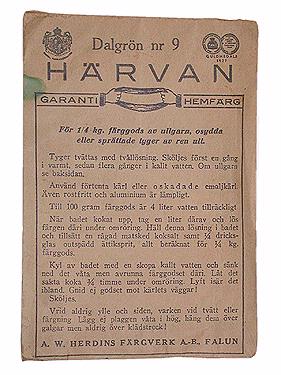 Dalgrön nr 9
GULDMEDALJ
HÄRVAN
GARANTI HEMFÄRG
För 1/4 kg. färggods av ullgarn, osydda
eller sprättade tyger av ren ull.
Tyger tvättas med tvållösning. Sköljes först en gång
i varmt, sedan flera gånger i kallt vatten. Om ullgarn
se baksidan.
Använd förtent kärl eller oskadade emaljkärl.
Även rostfritt och aluminium är lämpligt.
Till 100 gram färggods är 4 liter vatten tillräckligt
När badet kokat upp, tag en liter därav och lös
färgen däri under omröring. Häll denna lösning i badet
och tillsätt en rågad matsked koksalt samt 1/4 dricks-
glas outspädd ättiksprit, allt beräknat för 1/4 kg.
färggods.
Kyl av badet med en skopa kallt vatten och sänk
ned det våta men avrunna färggodset däri. Låt det
sakta koka 3/4 timme under omröring. Lyft isär det
ibland. Gnid ej godset mot kärlets väggar!
Sköljes.
Vrid aldrig ylle och siden, varken vid tvätt eller
färgning! Lägg ej plaggen våta i hög, häng dem över
galgar men aldrig över klädstreck!
A. W. HERDINS FÄRGVERK A.-B., FALUN